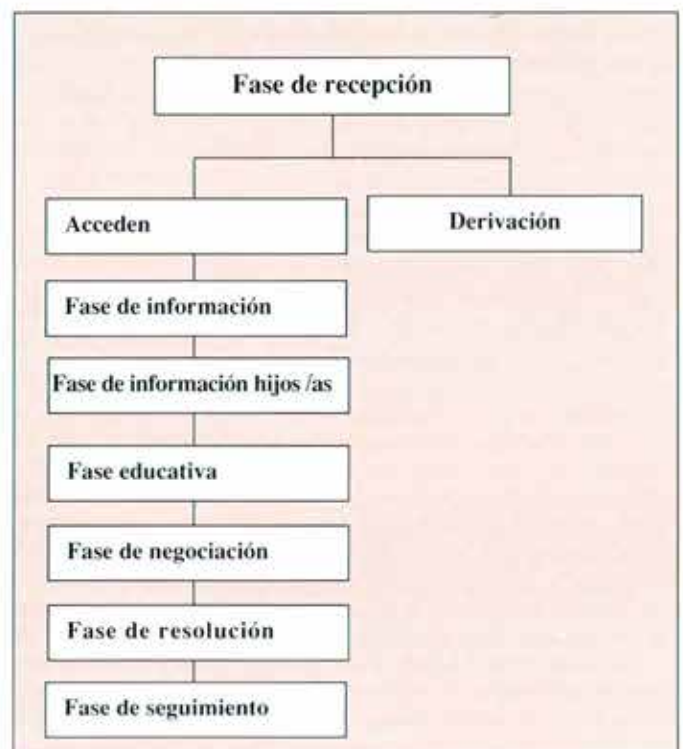 Fase de recepción
Acceden
Derivación
Fase de información
Fase de información hijos /as
Fase educativa
Fase de negociación
Fase de resolución
Fase de seguimiento